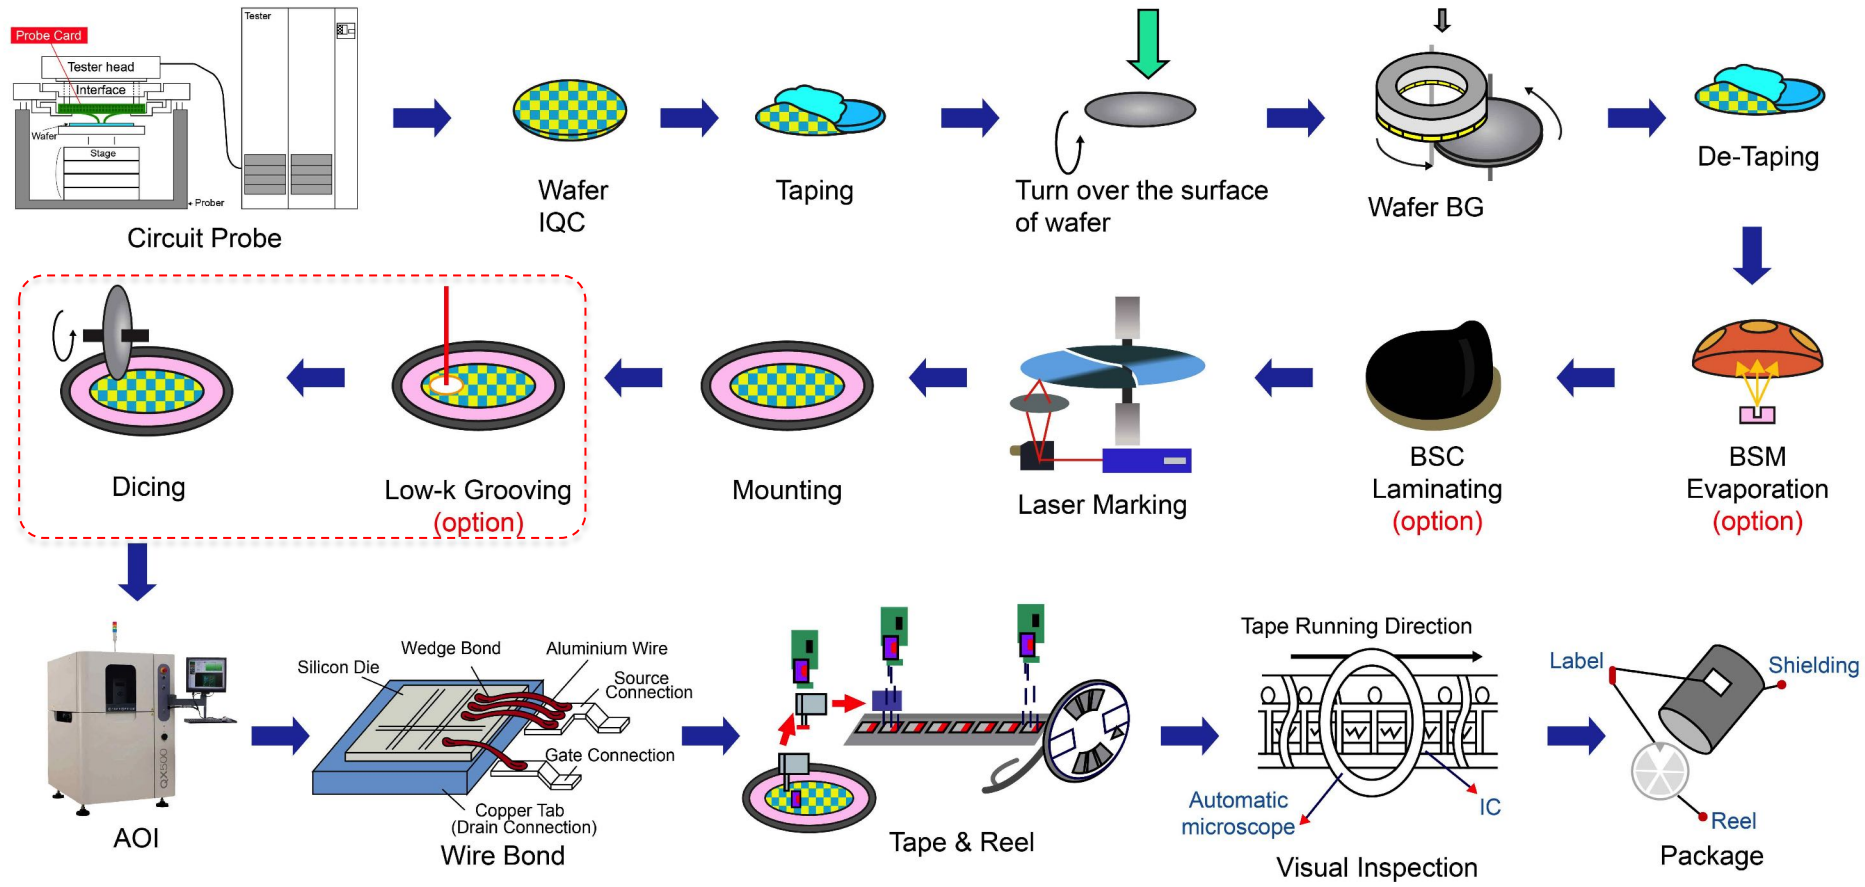 Probe Card
Tester head
Interface
Wafer
Stage
Prober
Tester
Circuit Probe
Wafer
IQC
Taping
Turn over the surface
of wafer
Wafer BG
De-Taping
Dicing
Low-k Grooving
(option)
Mounting
Laser Marking
BSC
Laminating
(option)
BSM
Evaporation
(option)
QX500
AOI
Silicon Die
Wedge Bond
Aluminium Wire
Source
Connection
Gate Connection
Copper Tab
(Drain Connection)
Wire Bond
Tape & Reel
Tape Running Direction
Automatic
microscope
IC
Visual Inspection
Label
Shielding
Reel
Package